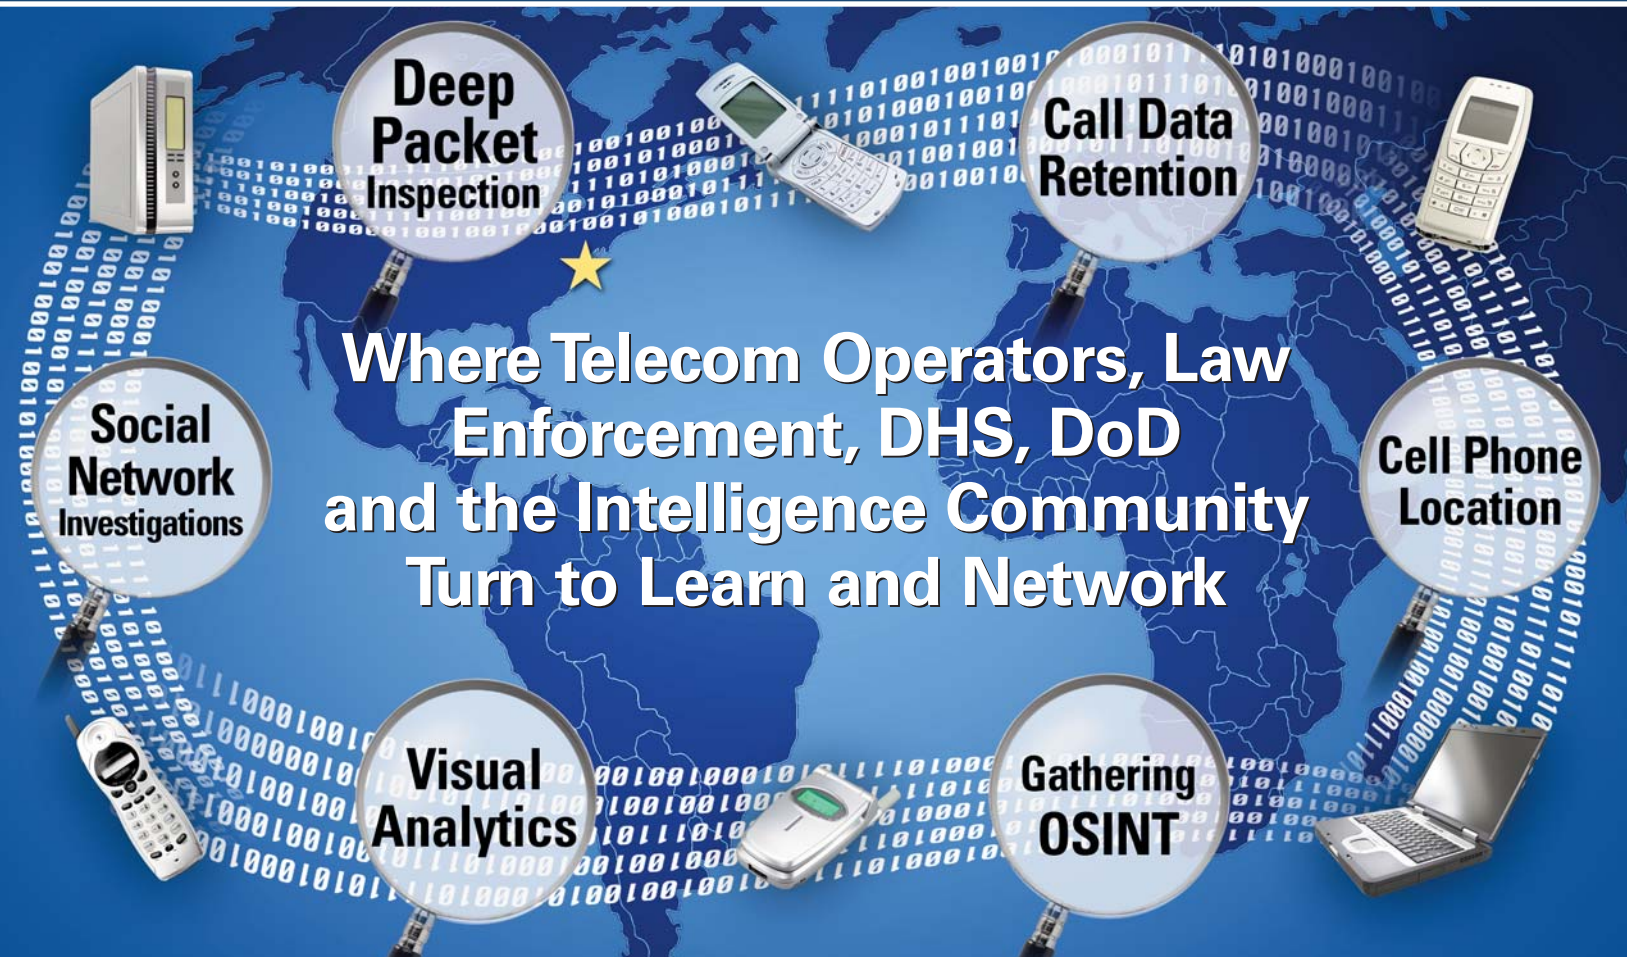 Deep
Packet
Inspection
Call Data
Retention
Where Telecom Operators, Law
Enforcement, DHS, DoD
and the Intelligence Community
Turn to Learn and Network
Social
Network
Investigations
Cell Phone
Location
Visual
Analytics
Gathering
OSINT